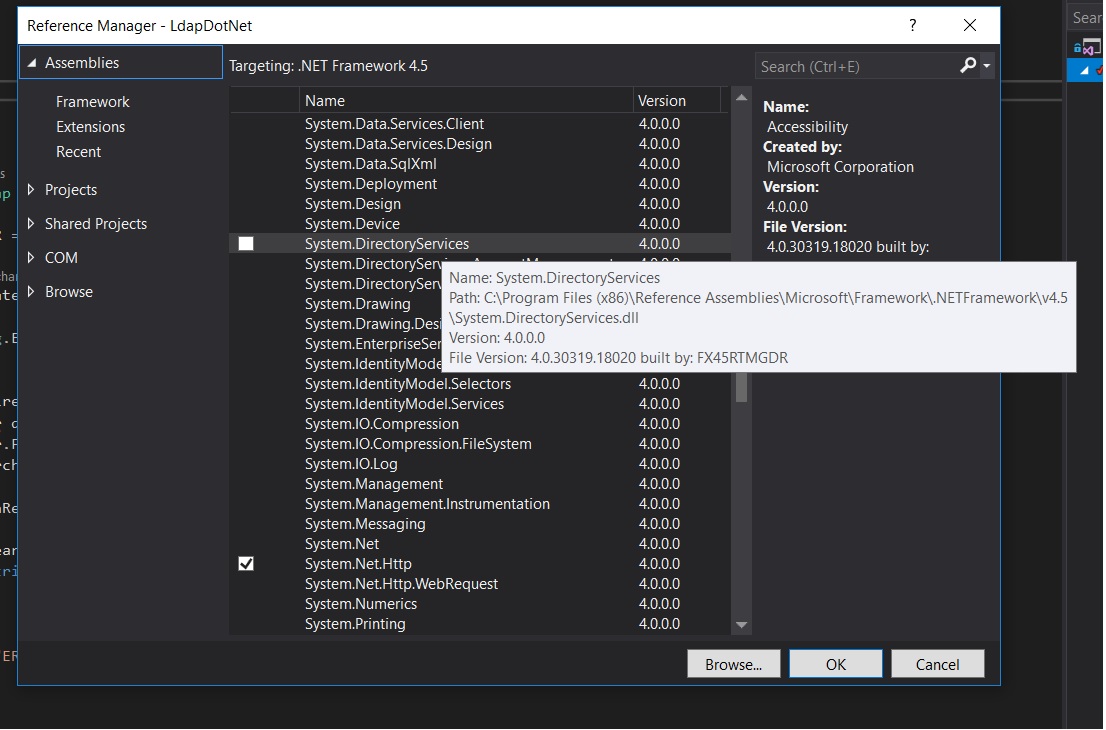 Reference Manager - LdapDotNet
?
Sear
Assemblies
Targeting: .NET Framework 4.5
Search (Ctrl+E)
Framework
Extensions
Recent
Projects
Shared Projects
COM
Browse
Name Version
System.Data.Services.Client 4.0.0.0
System.Data.Services.Design 4.0.0.0
System.Data.SqlXml 4.0.0.0
System.Deployment 4.0.0.0
System.Design 4.0.0.0
System.Device 4.0.0.0
System.DirectoryServices 4.0.0.0
System.DirectoryServ
System.DirectoryServ
System.Drawing
System.Drawing.Desi
System.EnterpriseSer
System.IdentityMode
System.IdentityModel.Selectors 4.0.0.0
System.IdentityModel.Services 4.0.0.0
System.IO.Compression 4.0.0.0
System.IO.Compression.FileSystem 4.0.0.0
System.IO.Log 4.0.0.0
System.Management 4.0.0.0
System.Management.Instrumentation 4.0.0.0
System.Messaging 4.0.0.0
System.Net 4.0.0.0
System.Net.Http 4.0.0.0
System.Net.Http.WebRequest 4.0.0.0
System.Numerics 4.0.0.0
System.Printing 4.0.0.0
Name:
Accessibility
Created by:
Microsoft Corporation
Version:
4.0.0.0
File Version:
4.0.30319.18020 built by:
Name: System.DirectoryServices
Path: C:\Program Files (x86)\Reference Assemblies\Microsoft\Framework\.NETFramework\v4.5
\System.DirectoryServices.dll
Version: 4.0.0.0
File Version: 4.0.30319.18020 built by: FX45RTMGDR
Browse...
OK
Cancel